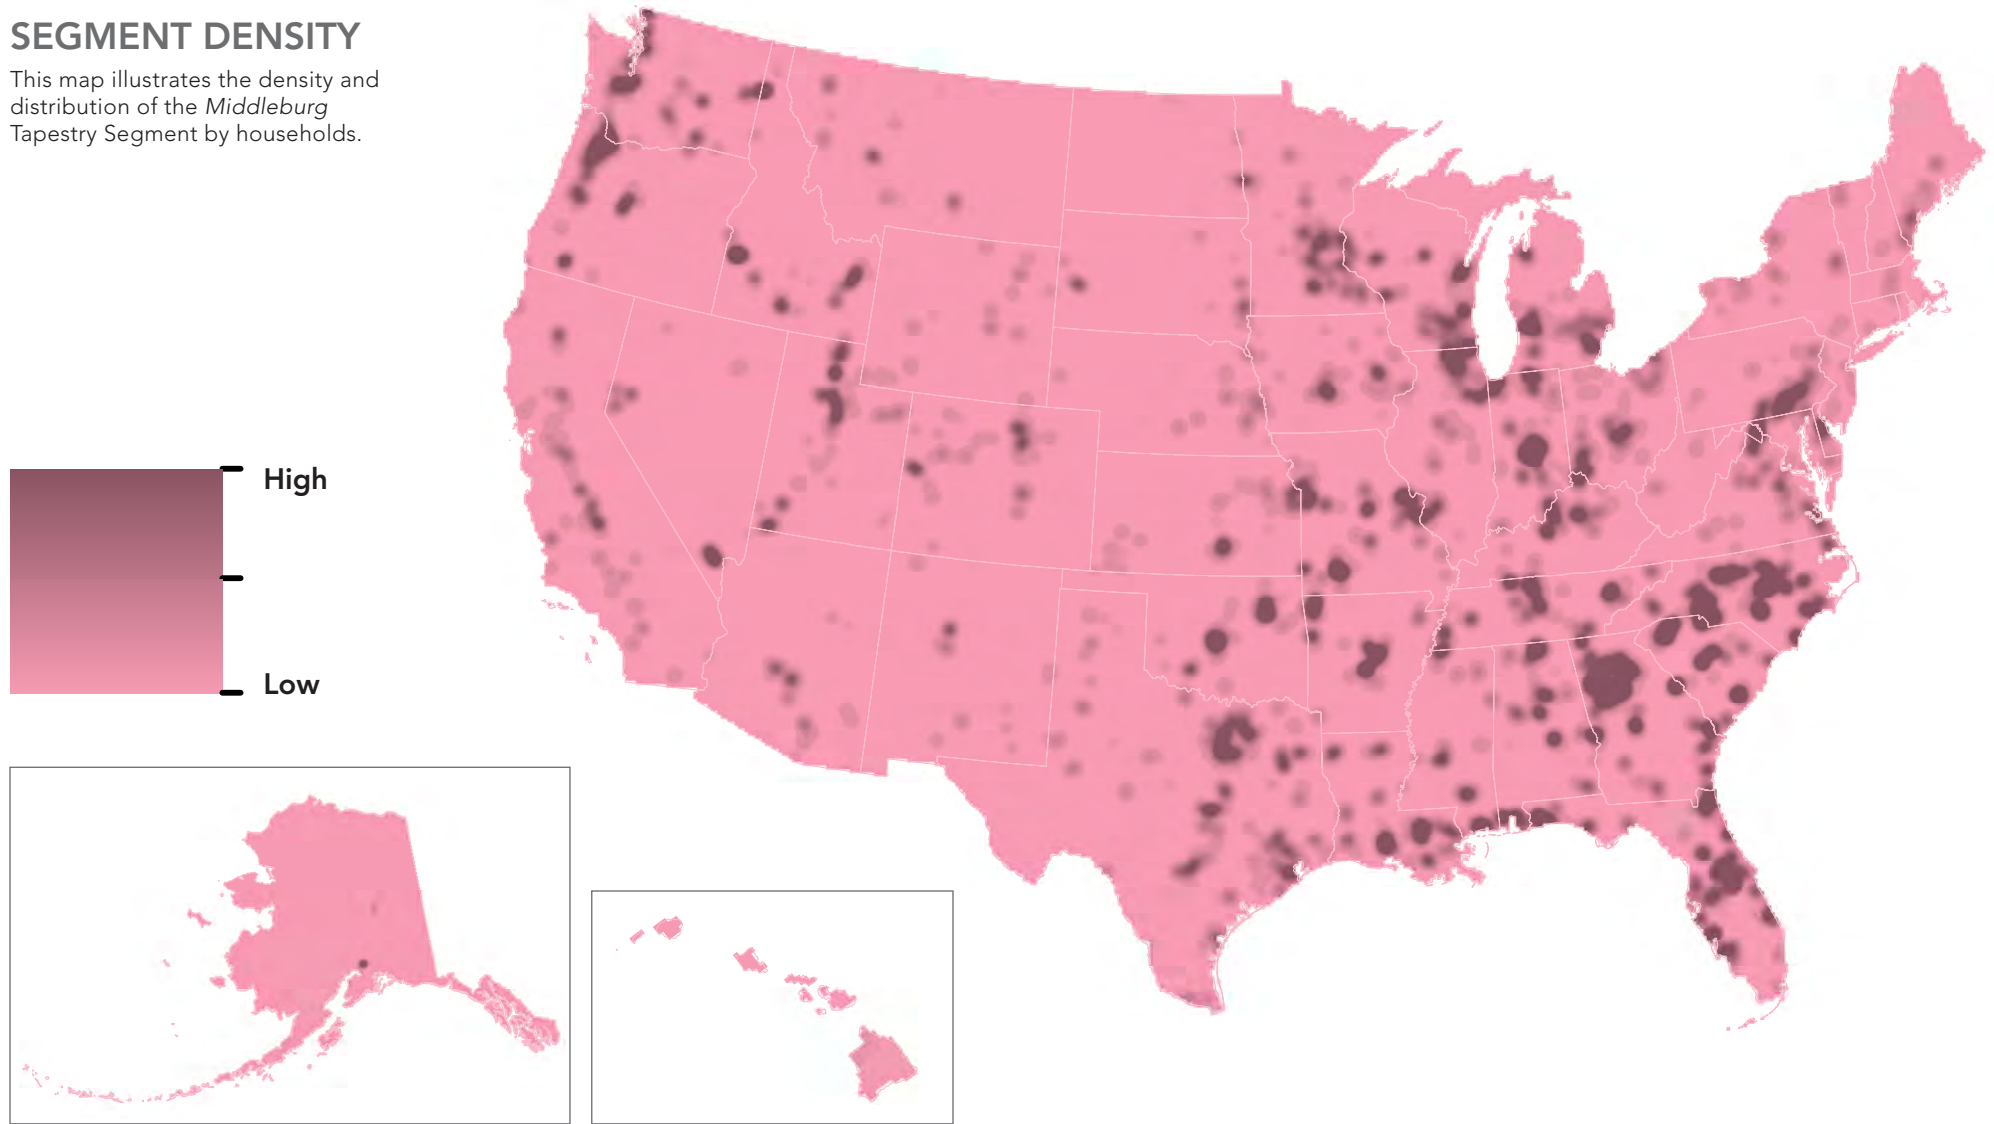 SEGMENT DENSITY
This map illustrates the density and
distribution of the Middleburg
Tapestry Segment by households.
High
Low